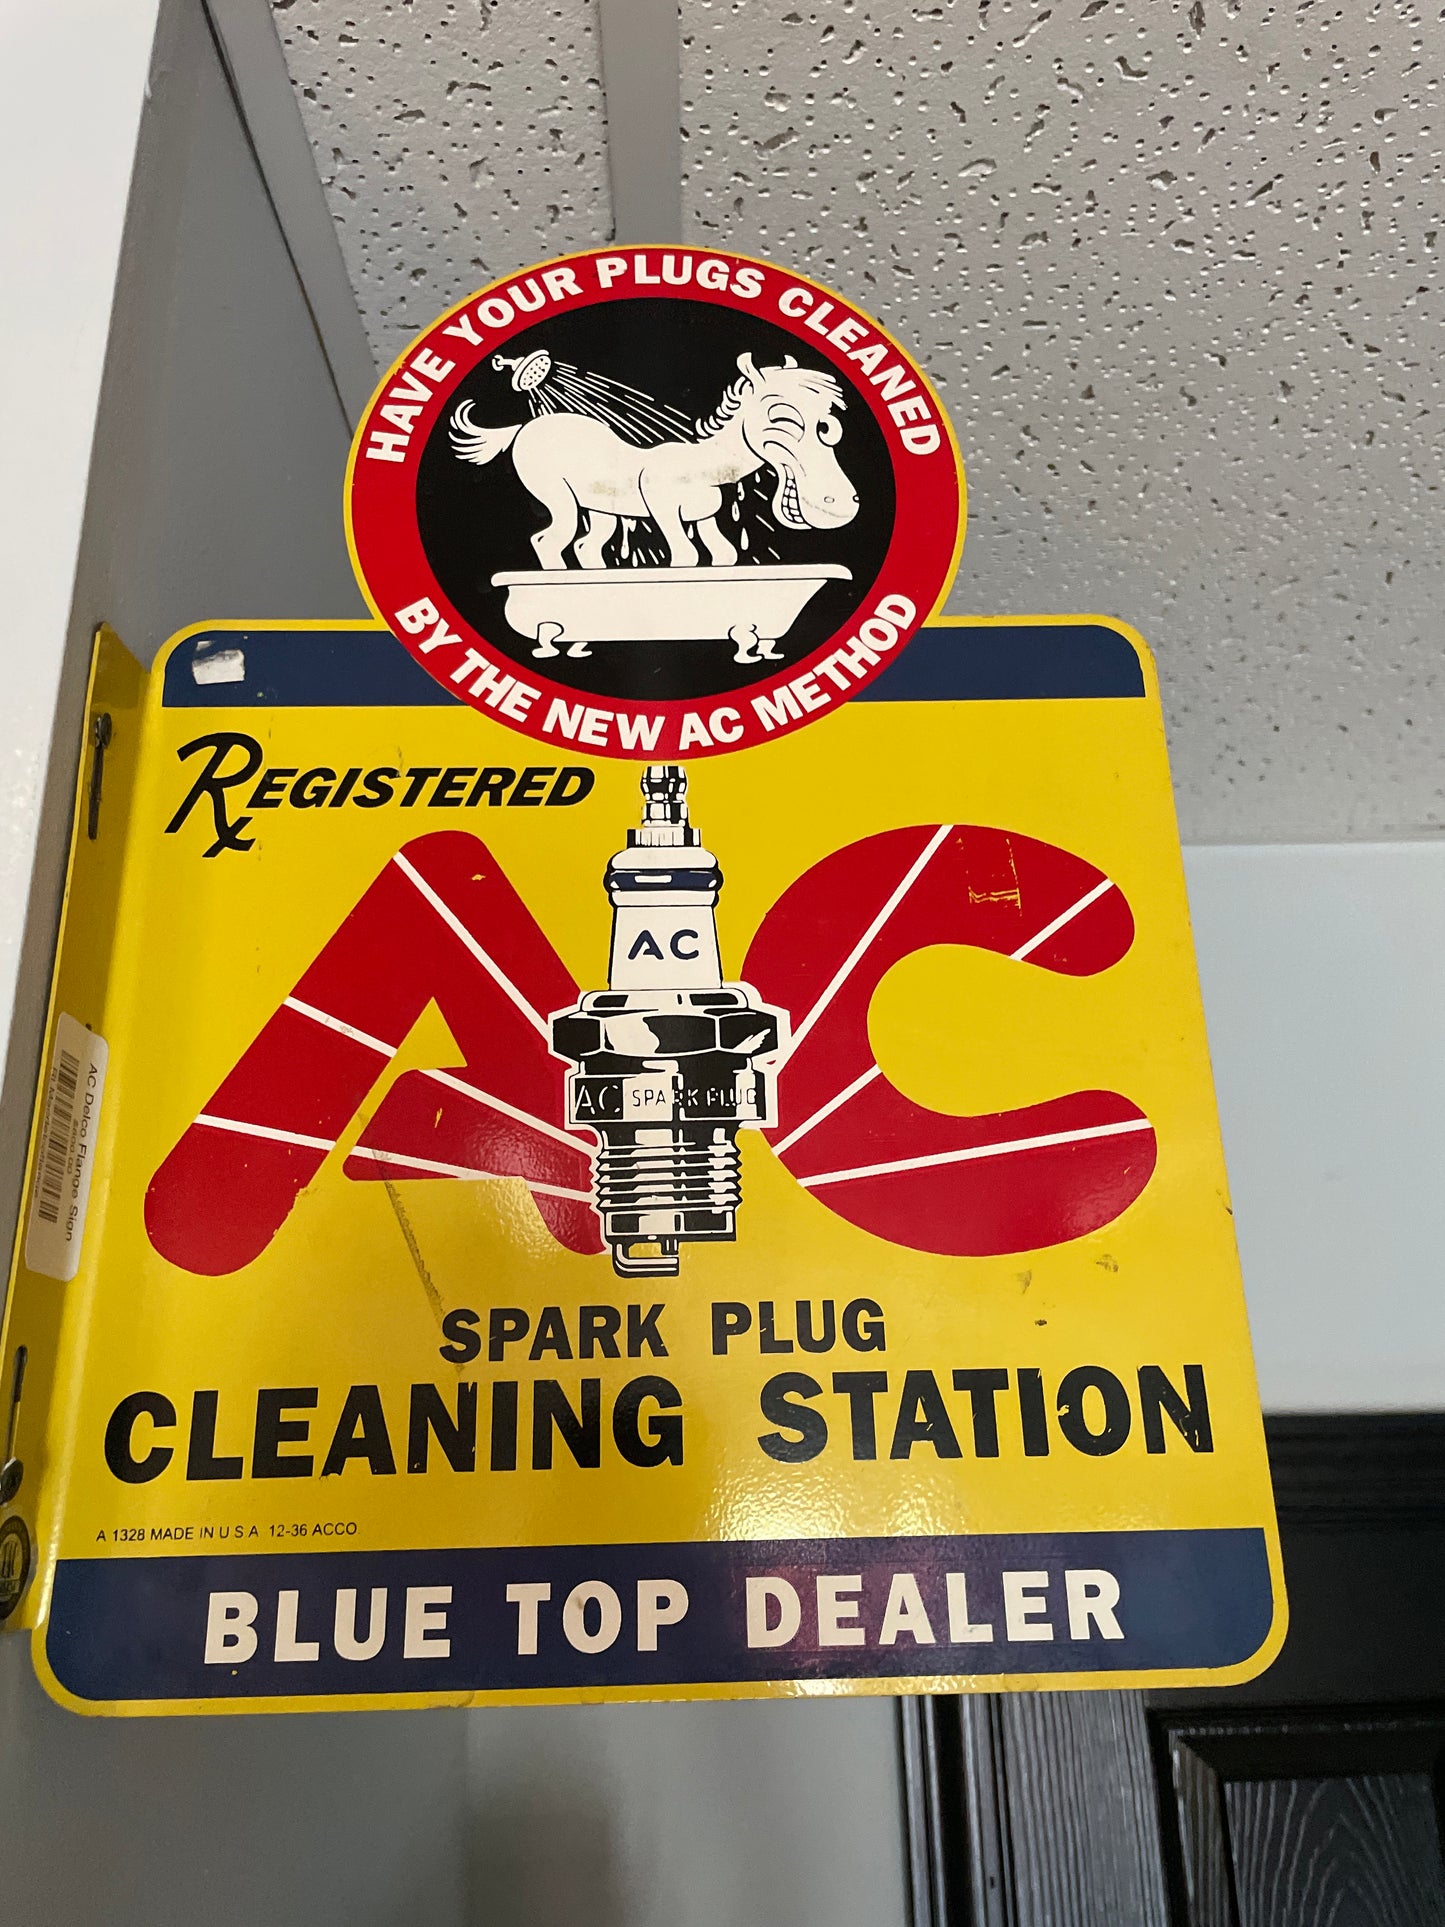 HAVE YOUR PLUGS CLEANED
BY THE NEW AC METHOD
REGISTERED
AC
AC
AC SPARK PLUG
SPARK PLUG
CLEANING STATION
A 1328 MADE IN U S A 12-36 ACCO
BLUE TOP DEALER
AC Delco Flange Sign